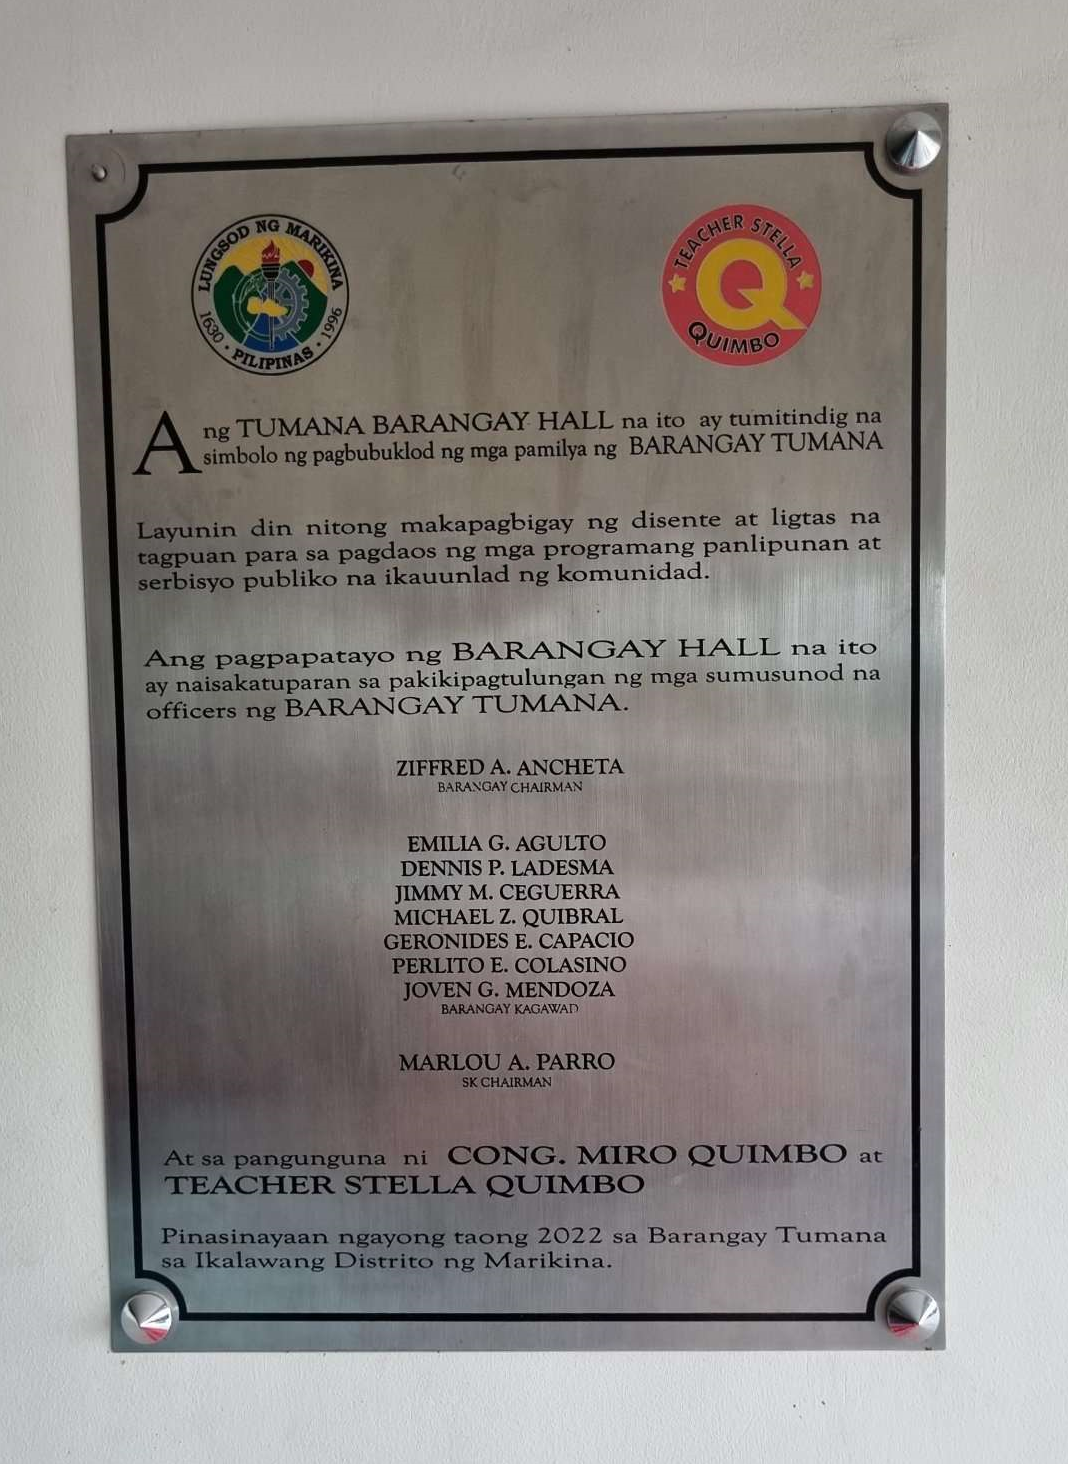 LUNGSOD NG MARIKINA
1630 • PILIPINAS • 1996
TEACHER STELLA
Q
QUIMBO
Ang TUMANA BARANGAY HALL na ito ay tumitindig na
simbolo ng pagbubuklod ng mga pamilya ng BARANGAY TUMANA
Layunin din nitong makapagbigay ng disente at ligtas na
tagpuan para sa pagdaos ng mga programang panlipunan at
serbisyo publiko na ikauunlad ng komunidad.
Ang pagpapatayo ng BARANGAY HALL na ito
ay naisakatuparan sa pakikipagtulungan ng mga sumusunod na
officers ng BARANGAY TUMANA.
ZIFFRED A. ANCHETA
BARANGAY CHAIRMAN
EMILIA G. AGULTO
DENNIS P. LADESMA
JIMMY M. CEGUERRA
MICHAEL Z. QUIBRAL
GERONIDES E. CAPACIO
PERLITO E. COLASINO
JOVEN G. MENDOZA
BARANGAY KAGAWAD
MARLOU A. PARRO
SK CHAIRMAN
At sa pangunguna ni CONG. MIRO QUIMBO at
TEACHER STELLA QUIMBO
Pinasinayaan ngayong taong 2022 sa Barangay Tumana
sa Ikalawang Distrito ng Marikina.